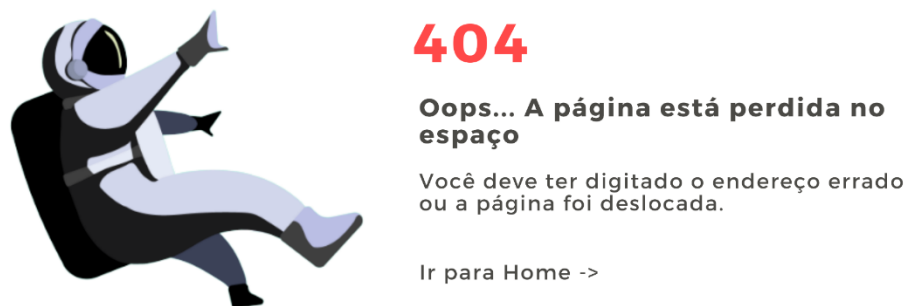 404
Oops... A página está perdida no
espaço
Você deve ter digitado o endereço errado
ou a página foi deslocada.
Ir para Home ->